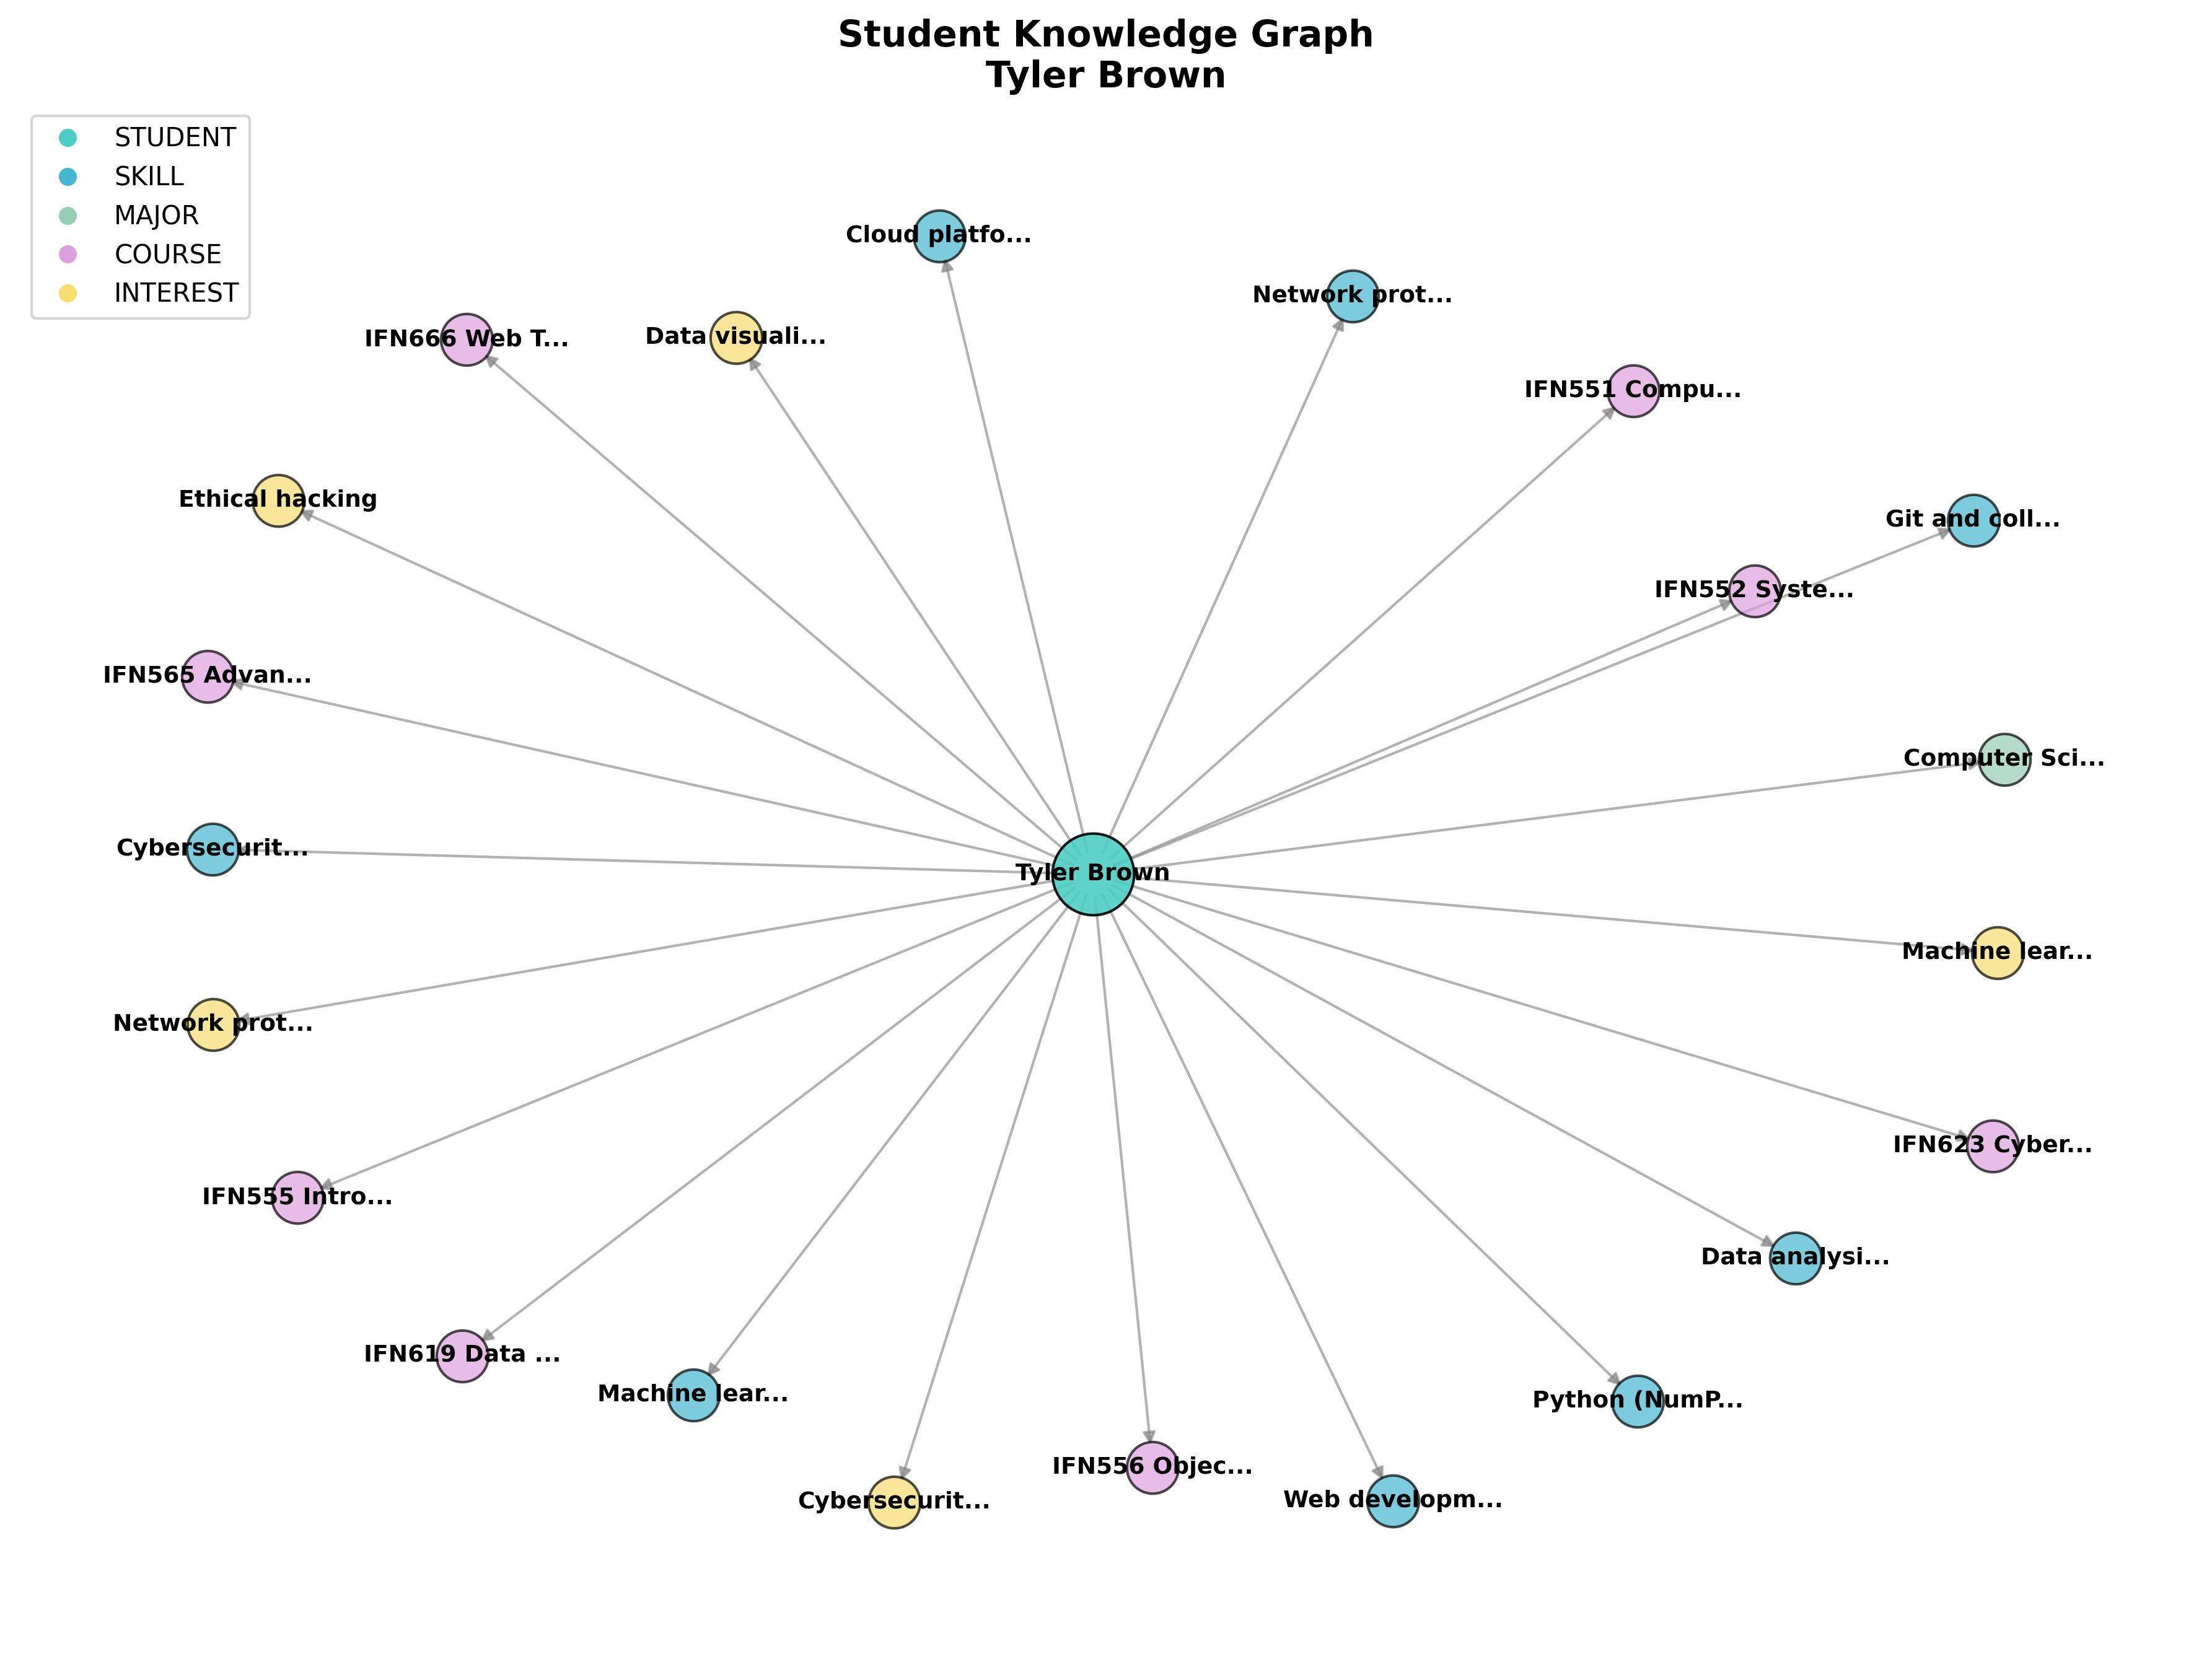 Student Knowledge Graph
Tyler Brown
STUDENT
SKILL
MAJOR
COURSE
INTEREST
Cloud platfo...
Network prot...
IFN666 Web T...
Data visuali...
IFN551 Compu...
Ethical hacking
Git and coll...
IFN552 Syste...
IFN565 Advan...
Computer Sci...
Cybersecurit...
Tyler Brown
Machine lear...
Network prot...
IFN623 Cyber...
IFN555 Intro...
Data analysi...
IFN619 Data ...
Machine lear...
Python (NumP...
IFN556 Objec...
Cybersecurit...
Web developm...